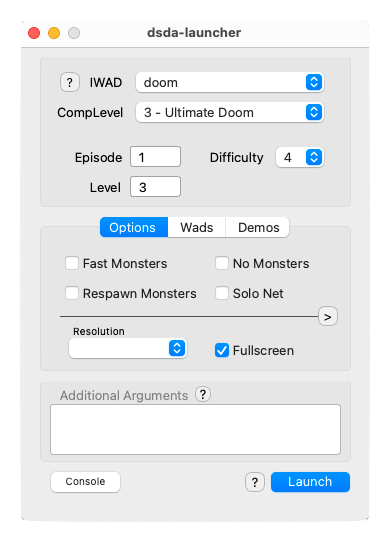 dsda-launcher
? IWAD doom
CompLevel 3 - Ultimate Doom
Episode 1 Difficulty 4
Level 3
Options Wads Demos
Fast Monsters No Monsters
Respawn Monsters Solo Net
>
Resolution
Fullscreen
Additional Arguments ?
Console ? Launch